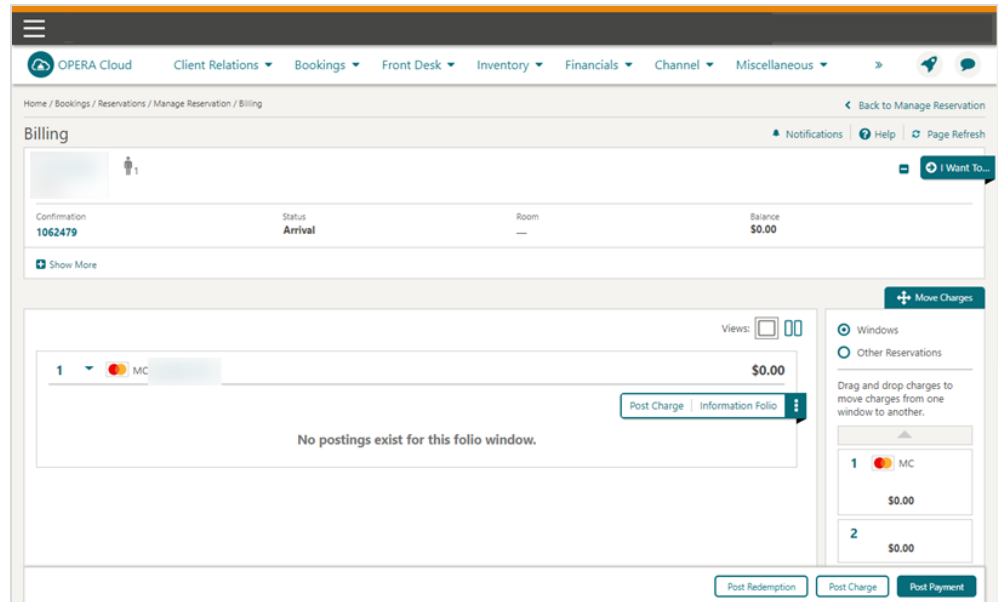 OPERA Cloud Client Relations Bookings Front Desk Inventory Financials Channel Miscellaneous »
Home / Bookings / Reservations / Manage Reservation / Billing
Back to Manage Reservation
Billing
Notifications Help Page Refresh
1
I Want To...
Confirmation Status Room Balance
1062479 Arrival — $0.00
Show More
Move Charges
Views:
1 MC $0.00
Post Charge Information Folio
No postings exist for this folio window.
Windows
Other Reservations
Drag and drop charges to
move charges from one
window to another.
1 MC
$0.00
2
$0.00
Post Redemption Post Charge Post Payment